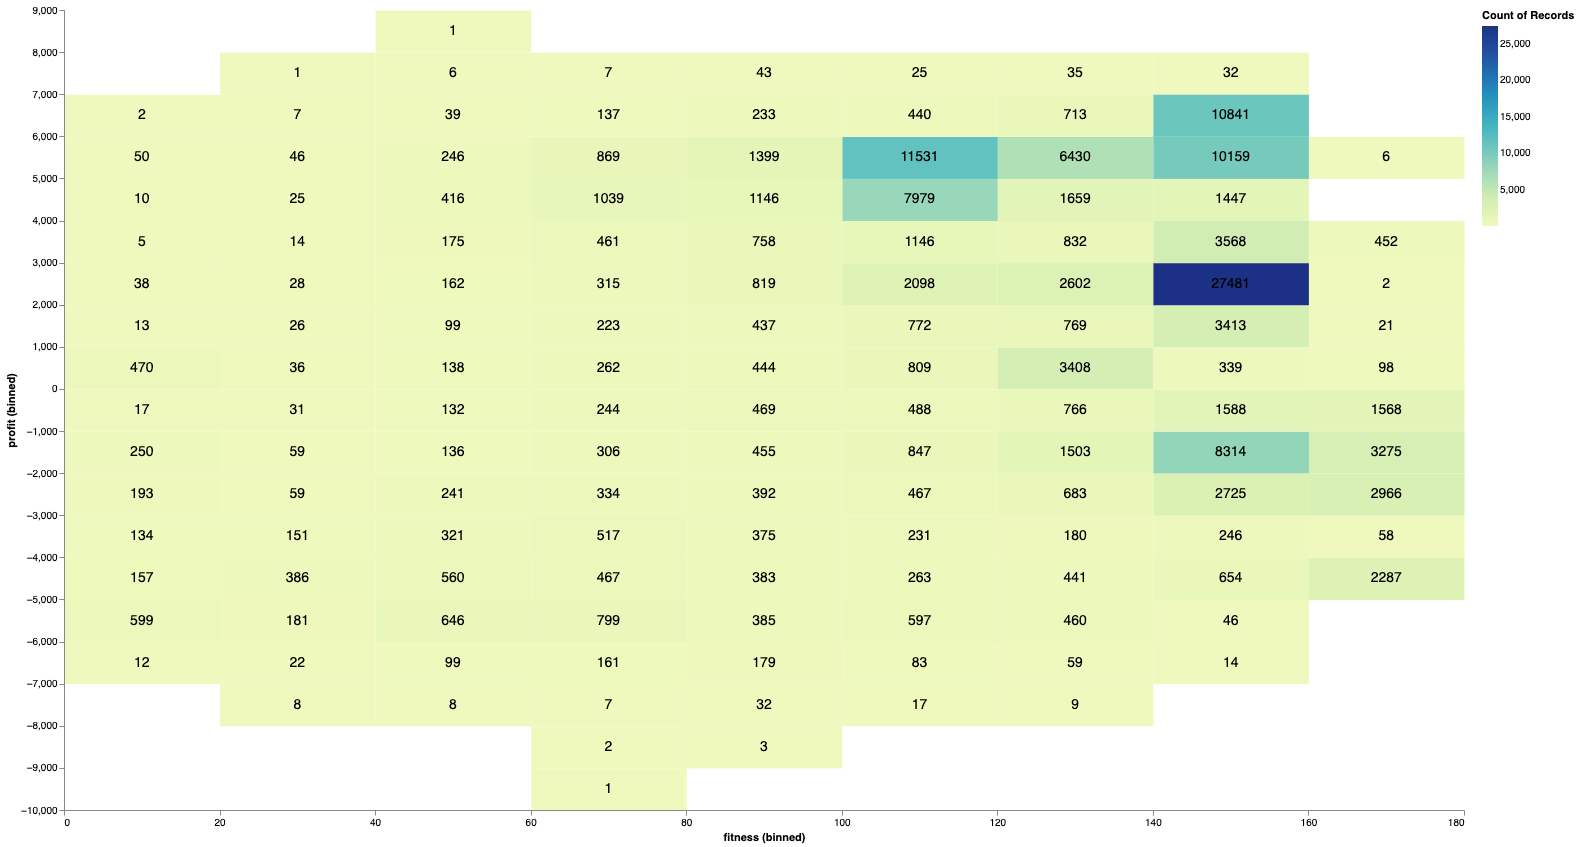 Count of Records
25,000
20,000
15,000
10,000
5,000
profit (binned)
9,000
1
8,000
1 6 7 43 25 35 32
7,000
2 7 39 137 233 440 713 10841
6,000
50 46 246 869 1399 11531 6430 10159 6
5,000
10 25 416 1039 1146 7979 1659 1447
4,000
5 14 175 461 758 1146 832 3568 452
3,000
38 28 162 315 819 2098 2602 27481 2
2,000
13 26 99 223 437 772 769 3413 21
1,000
470 36 138 262 444 809 3408 339 98
0
17 31 132 244 469 488 766 1588 1568
−1,000
250 59 136 306 455 847 1503 8314 3275
−2,000
193 59 241 334 392 467 683 2725 2966
−3,000
134 151 321 517 375 231 180 246 58
−4,000
157 386 560 467 383 263 441 654 2287
−5,000
599 181 646 799 385 597 460 46
−6,000
12 22 99 161 179 83 59 14
−7,000
8 8 7 32 17 9
−8,000
2 3
−9,000
1
−10,000
0 20 40 60 80 100 120 140 160 180
fitness (binned)